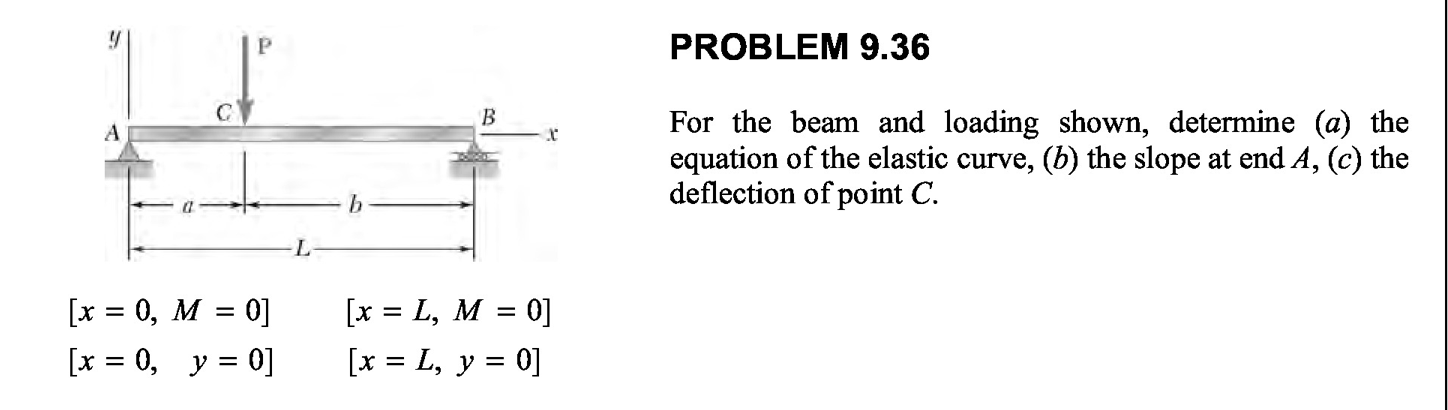 y
P
C
B
A
x
a
b
L
[x = 0, M = 0] [x = L, M = 0]
[x = 0, y = 0] [x = L, y = 0]
PROBLEM 9.36
For the beam and loading shown, determine (a) the
equation of the elastic curve, (b) the slope at end A, (c) the
deflection of point C.